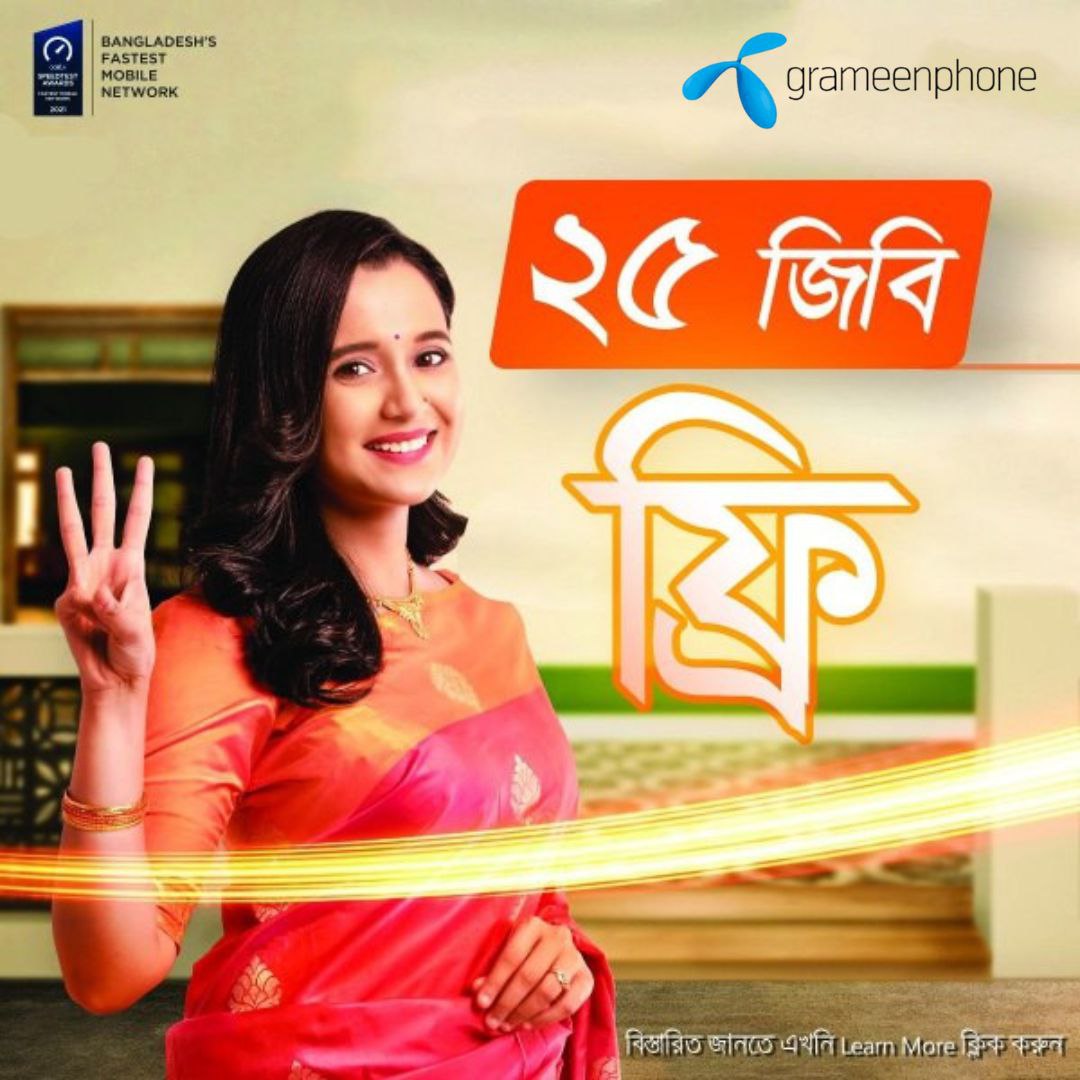 BANGLADESH'S
FASTEST
MOBILE
NETWORK
SPEEDTEST
AWARDS
2021
grameenphone
২৫ জিবি
ফ্রি
বিস্তারিত জানতে এখনি Learn More ক্লিক করুন